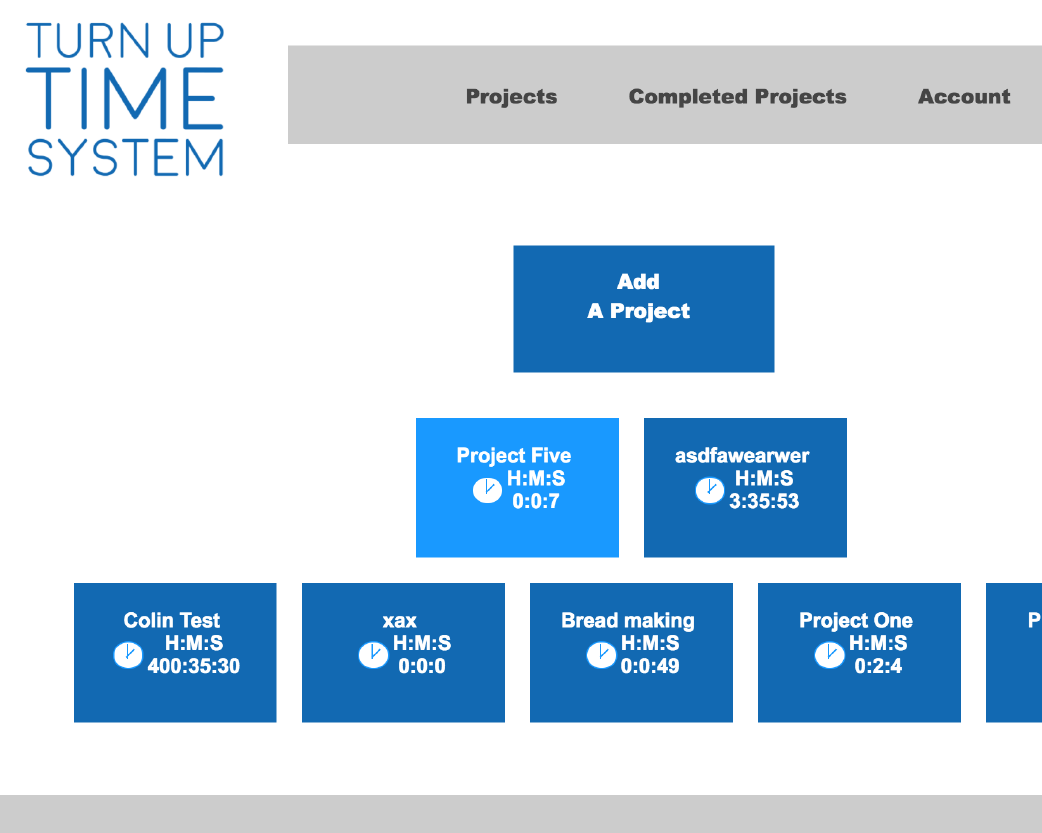 TURN UP
TIME
SYSTEM
Projects
Completed Projects
Account
Add
A Project
Project Five
H:M:S
0:0:7
asdfawearwer
H:M:S
3:35:53
Colin Test
H:M:S
400:35:30
xax
H:M:S
0:0:0
Bread making
H:M:S
0:0:49
Project One
H:M:S
0:2:4
P